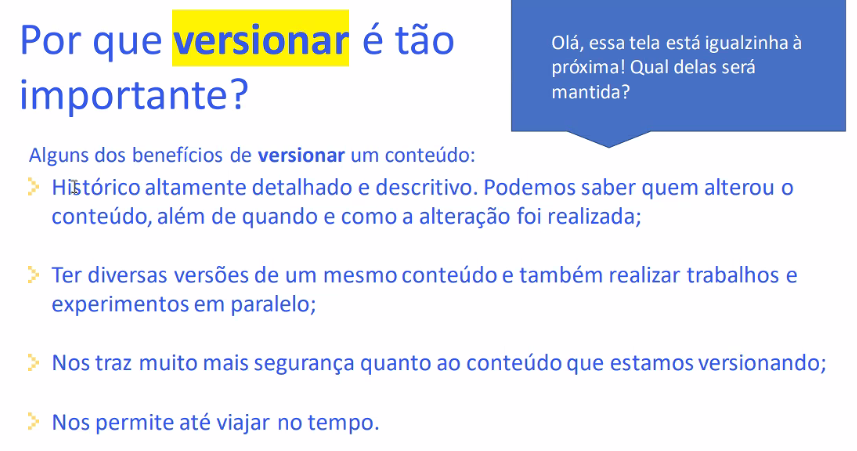 Por que versionar é tão
importante?
Olá, essa tela está igualzinha à
próxima! Qual delas será
mantida?
Alguns dos benefícios de versionar um conteúdo:
Histórico altamente detalhado e descritivo. Podemos saber quem alterou o
conteúdo, além de quando e como a alteração foi realizada;
Ter diversas versões de um mesmo conteúdo e também realizar trabalhos e
experimentos em paralelo;
Nos traz muito mais segurança quanto ao conteúdo que estamos versionando;
Nos permite até viajar no tempo.